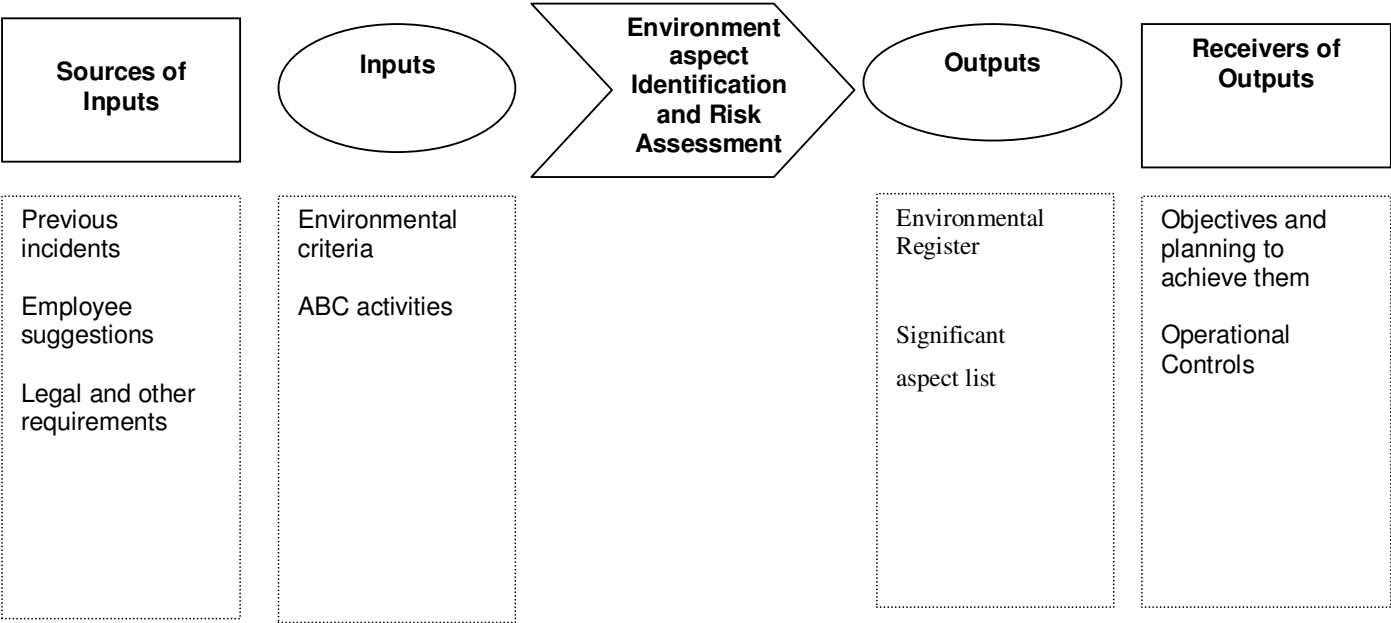 Sources of
Inputs
Inputs
Environment
aspect
Identification
and Risk
Assessment
Outputs
Receivers of
Outputs
Previous
incidents
Employee
suggestions
Legal and other
requirements
Environmental
criteria
ABC activities
Environmental
Register
Significant
aspect list
Objectives and
planning to
achieve them
Operational
Controls